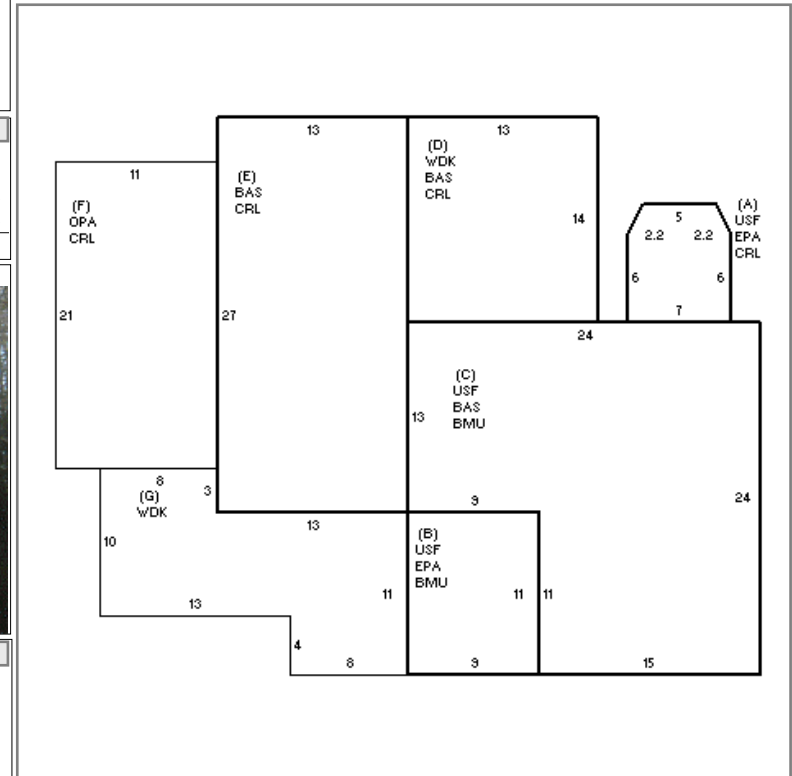 13
13
(D)
WDK
BAS
CRL
14
11
(F)
OPA
CRL
21
(E)
BAS
CRL
27
(A)
USF
EPA
CRL
5
2.2
2.2
6
6
7
24
(C)
USF
BAS
BMU
13
24
9
8
3
(G)
WDK
10
13
13
4
8
11
(B)
USF
EPA
BMU
11
11
9
15